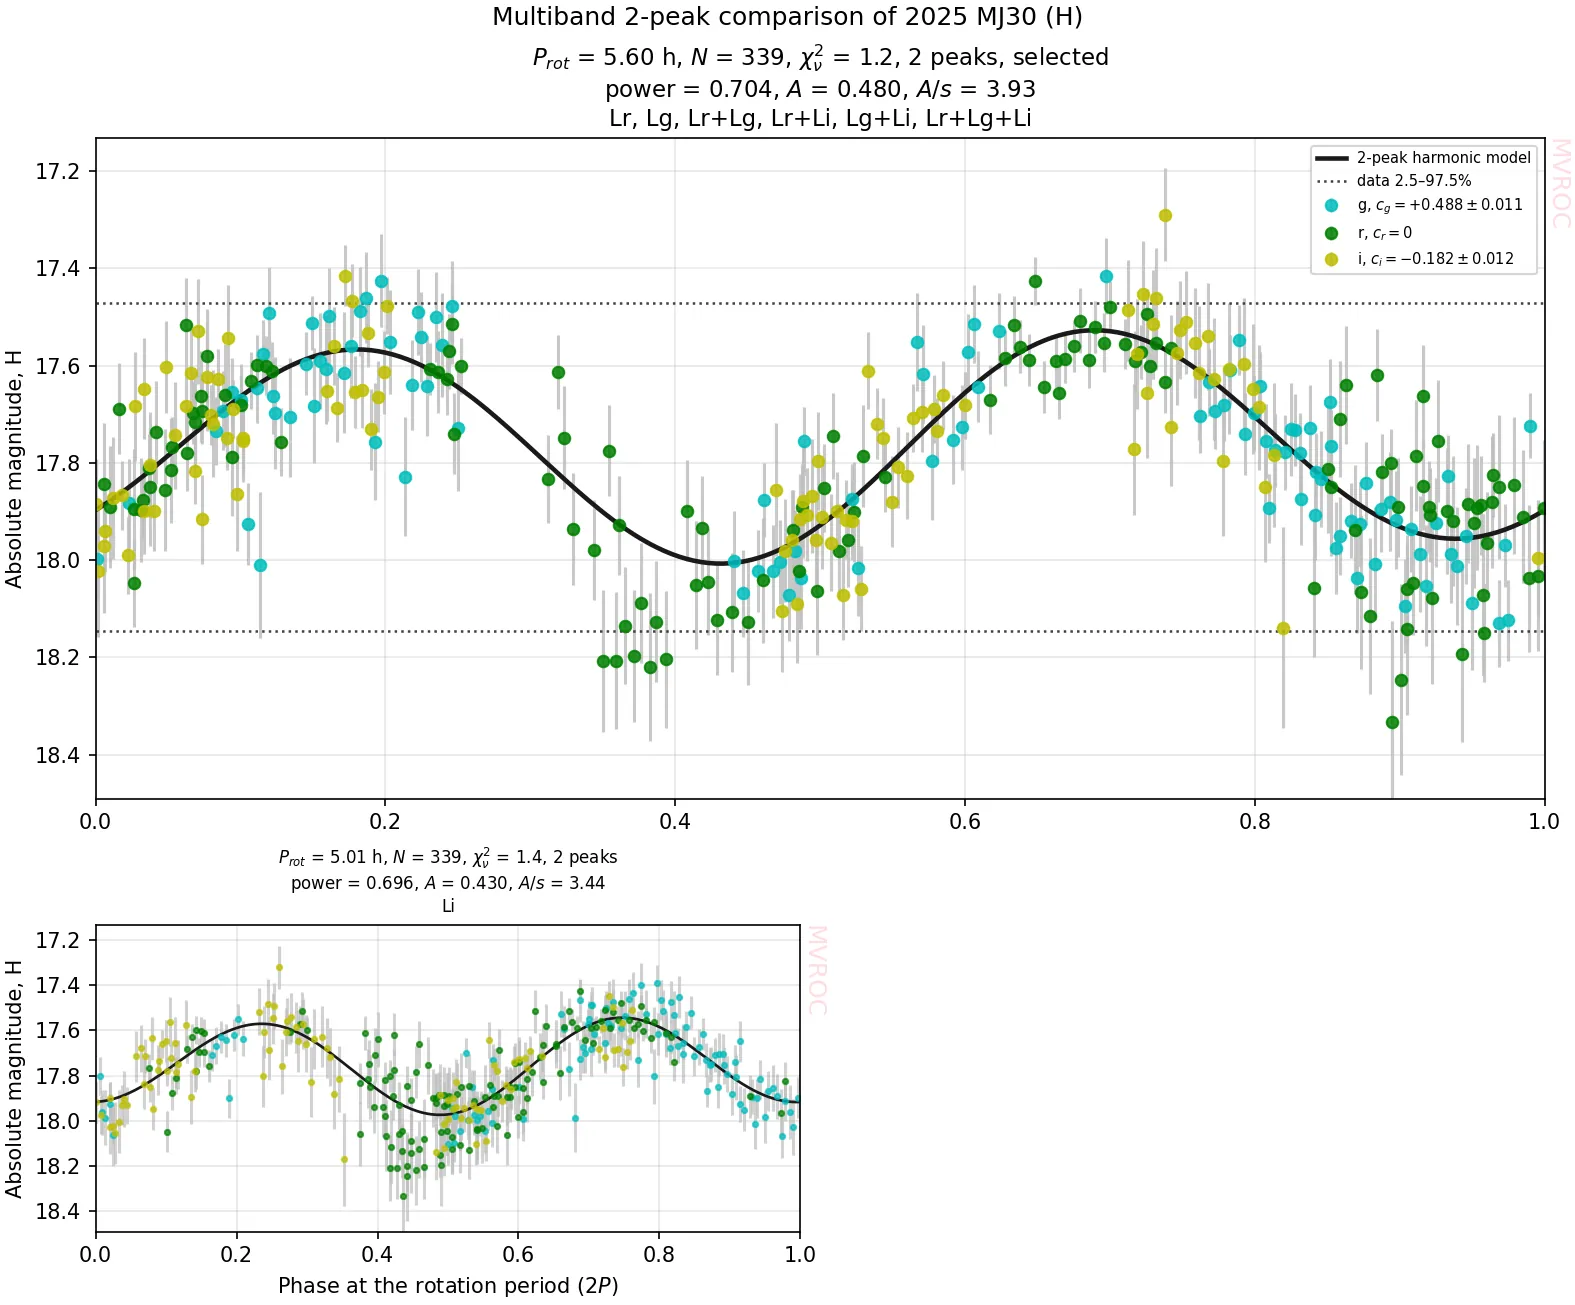 Multiband 2-peak comparison of 2025 MJ30 (H)
P_rot = 5.60 h, N = 339, χ²_ν = 1.2, 2 peaks, selected
power = 0.704, A = 0.480, A/s = 3.93
Lr, Lg, Lr+Lg, Lr+Li, Lg+Li, Lr+Lg+Li
Absolute magnitude, H
17.2
17.4
17.6
17.8
18.0
18.2
18.4
0.0 0.2 0.4 0.6 0.8 1.0
2-peak harmonic model
data 2.5–97.5%
g, c_g = +0.488 ± 0.011
r, c_r = 0
i, c_i = −0.182 ± 0.012
MVROC
P_rot = 5.01 h, N = 339, χ²_ν = 1.4, 2 peaks
power = 0.696, A = 0.430, A/s = 3.44
Li
Absolute magnitude, H
17.2
17.4
17.6
17.8
18.0
18.2
18.4
0.0 0.2 0.4 0.6 0.8 1.0
Phase at the rotation period (2P)
MVROC